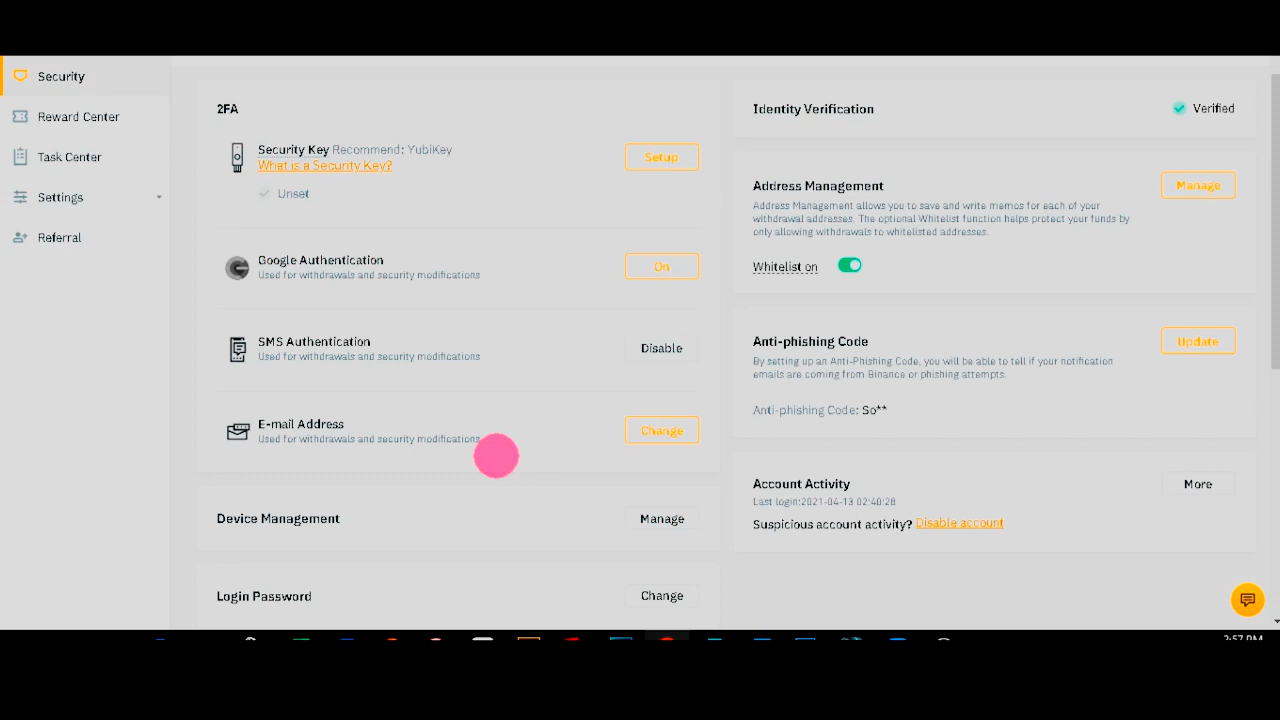 Security
Reward Center
Task Center
Settings
Referral
2FA
Security Key Recommend: YubiKey
What is a Security Key?
Setup
Unset
Google Authentication
Used for withdrawals and security modifications
On
SMS Authentication
Used for withdrawals and security modifications
Disable
E-mail Address
Used for withdrawals and security modifications
Change
Device Management
Manage
Login Password
Change
Identity Verification
Verified
Address Management
Manage
Address Management allows you to save and write memos for each of your
withdrawal addresses. The optional Whitelist function helps protect your funds by
only allowing withdrawals to whitelisted addresses.
Whitelist on
Anti-phishing Code
Update
By setting up an Anti-Phishing Code, you will be able to tell if your notification
emails are coming from Binance or phishing attempts.
Anti-phishing Code: So**
Account Activity
More
Last login:2021-04-13 02:40:28
Suspicious account activity? Disable account
2:57 PM